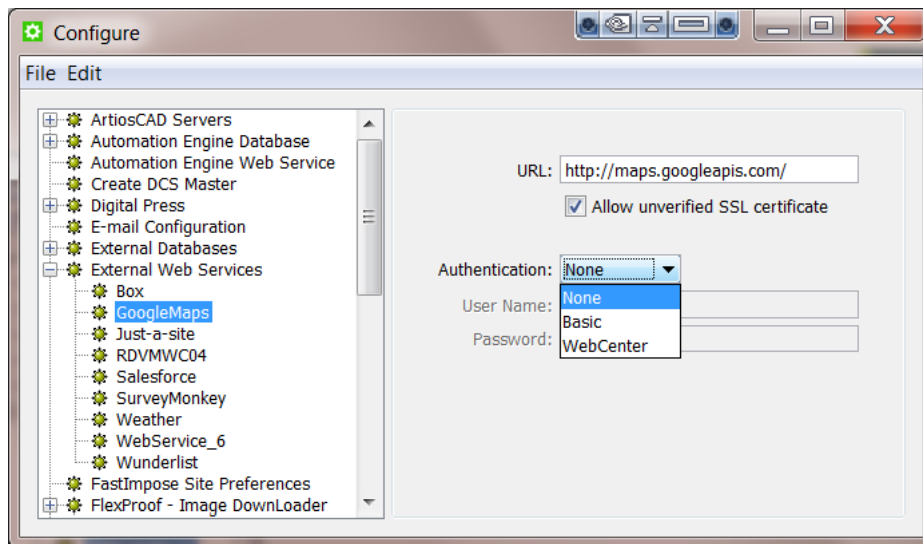 Configure
File Edit
ArtiosCAD Servers
Automation Engine Database
Automation Engine Web Service
Create DCS Master
Digital Press
E-mail Configuration
External Databases
External Web Services
Box
GoogleMaps
Just-a-site
RDVMWC04
Salesforce
SurveyMonkey
Weather
WebService_6
Wunderlist
FastImpose Site Preferences
FlexProof - Image DownLoader
URL: http://maps.googleapis.com/
Allow unverified SSL certificate
Authentication: None
None
User Name:
Basic
Password:
WebCenter